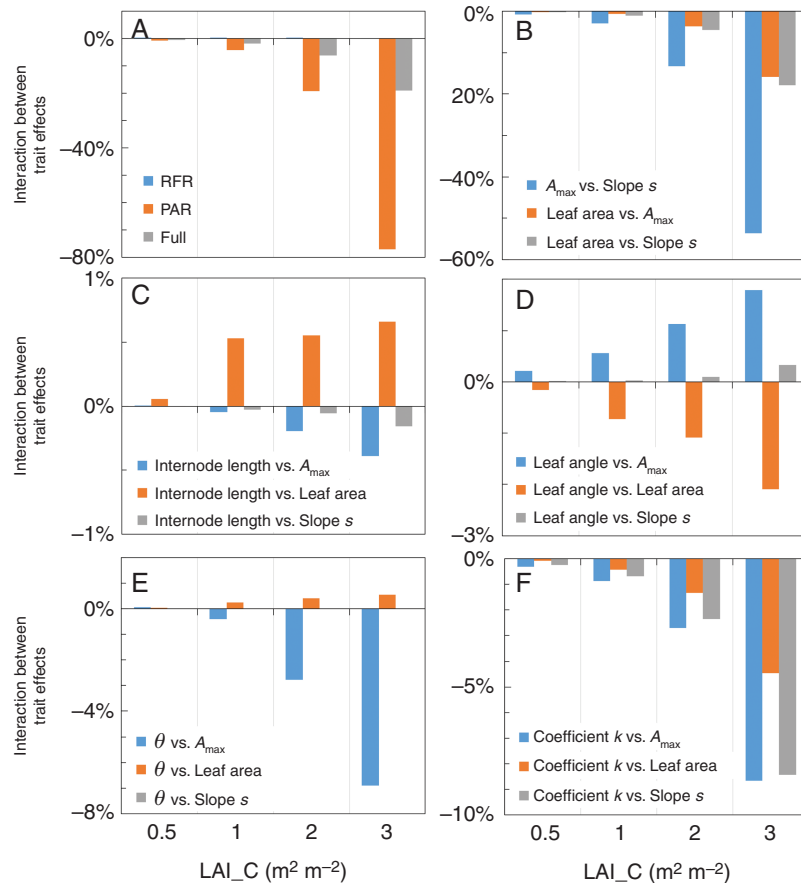 A
0%
−40%
−80%
Interaction between
trait effects
RFR
PAR
Full
B
0%
20%
−40%
−60%
Amax vs. Slope s
Leaf area vs. Amax
Leaf area vs. Slope s
C
1%
0%
−1%
Interaction between
trait effects
Internode length vs. Amax
Internode length vs. Leaf area
Internode length vs. Slope s
D
0%
−3%
Leaf angle vs. Amax
Leaf angle vs. Leaf area
Leaf angle vs. Slope s
E
0%
−4%
−8%
Interaction between
trait effects
θ vs. Amax
θ vs. Leaf area
θ vs. Slope s
0.5 1 2 3
LAI_C (m² m⁻²)
F
0%
−5%
−10%
Coefficient k vs. Amax
Coefficient k vs. Leaf area
Coefficient k vs. Slope s
0.5 1 2 3
LAI_C (m² m⁻²)